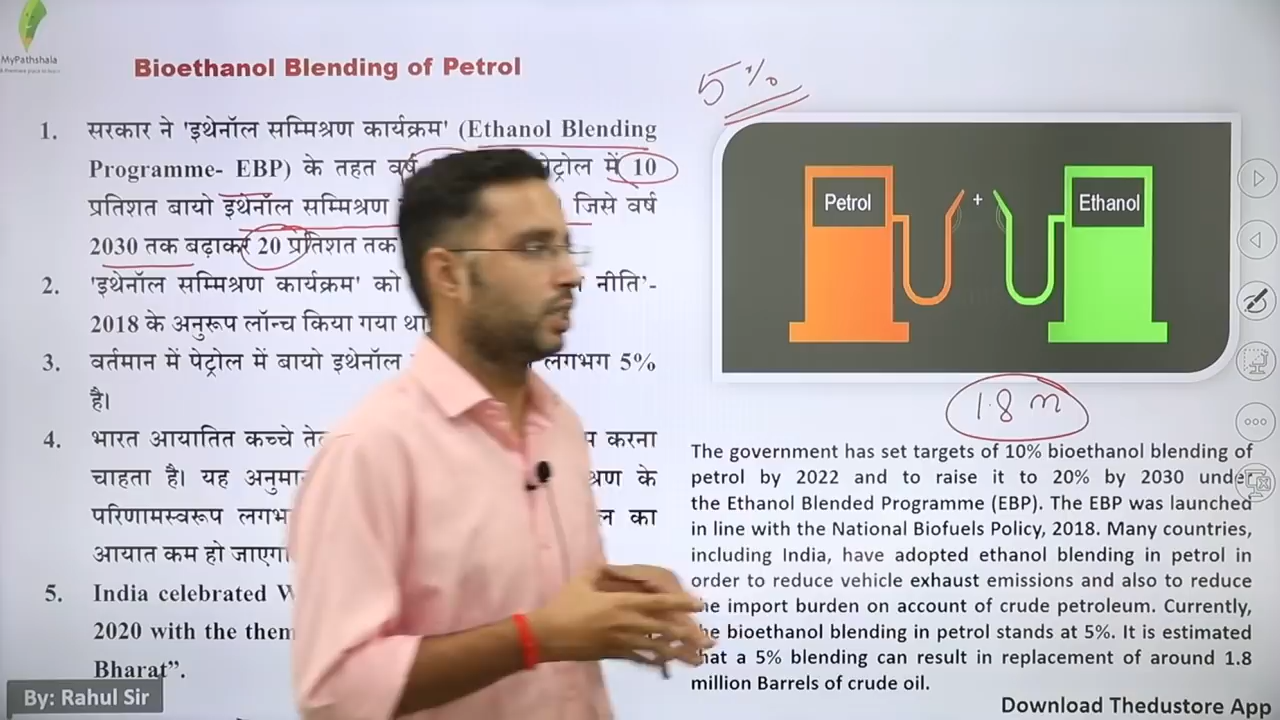 MyPathshala
Bioethanol Blending of Petrol
5%
1. सरकार ने 'इथेनॉल सम्मिश्रण कार्यक्रम' (Ethanol Blending
Programme- EBP) के तहत वर्ष पेट्रोल में 10
प्रतिशत बायो इथेनॉल सम्मिश्रण जिसे वर्ष
2030 तक बढ़ाकर 20 प्रतिशत तक
2. 'इथेनॉल सम्मिश्रण कार्यक्रम' को नीति'-
2018 के अनुरूप लॉन्च किया गया था
3. वर्तमान में पेट्रोल में बायो इथेनॉल लगभग 5%
है।
4. भारत आयातित कच्चे करना
चाहता है। यह के
परिणामस्वरूप का
आयात कम हो जाएगा
5. India celebrated
2020 with the
Bharat”.
By: Rahul Sir
Petrol + Ethanol
1.8 m
The government has set targets of 10% bioethanol blending of
petrol by 2022 and to raise it to 20% by 2030 under
the Ethanol Blended Programme (EBP). The EBP was launched
in line with the National Biofuels Policy, 2018. Many countries,
including India, have adopted ethanol blending in petrol in
order to reduce vehicle exhaust emissions and also to reduce
the import burden on account of crude petroleum. Currently,
the bioethanol blending in petrol stands at 5%. It is estimated
that a 5% blending can result in replacement of around 1.8
million Barrels of crude oil.
Download Thedustore App